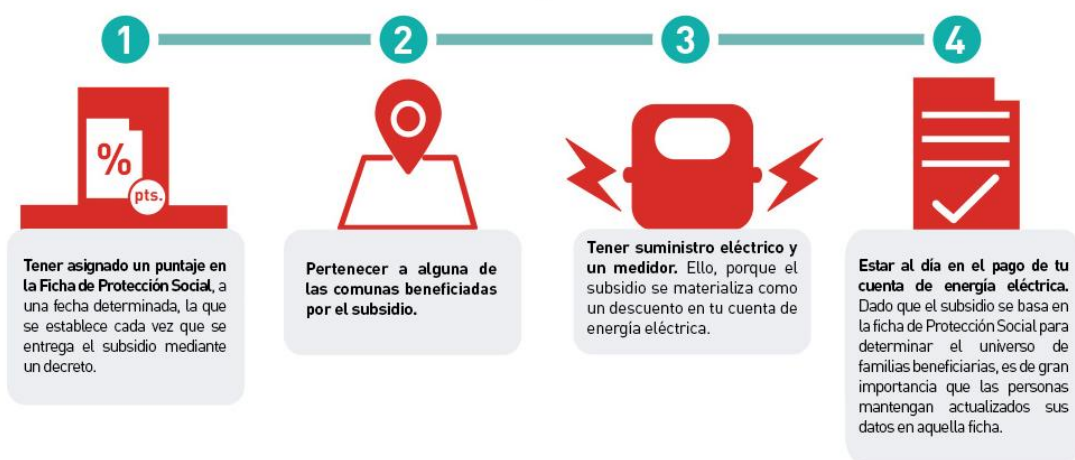 1
2
3
4
%
pts.
Tener asignado un puntaje en
la Ficha de Protección Social, a
una fecha determinada, la que
se establece cada vez que se
entrega el subsidio mediante
un decreto.
Pertenecer a alguna de
las comunas beneficiadas
por el subsidio.
Tener suministro eléctrico y
un medidor. Ello, porque el
subsidio se materializa como
un descuento en tu cuenta de
energía eléctrica.
Estar al día en el pago de tu
cuenta de energía eléctrica.
Dado que el subsidio se basa en
la ficha de Protección Social para
determinar el universo de
familias beneficiarias, es de gran
importancia que las personas
mantengan actualizados sus
datos en aquella ficha.